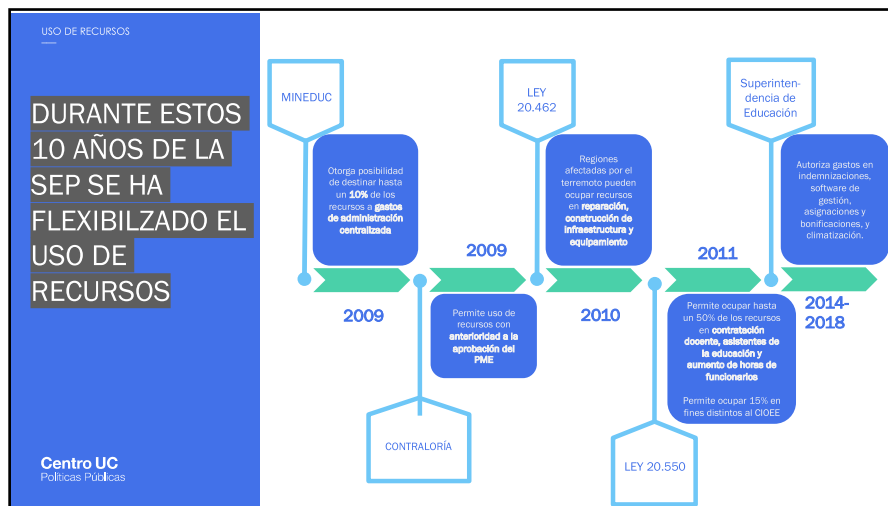 USO DE RECURSOS
DURANTE ESTOS
10 AÑOS DE LA
SEP SE HA
FLEXIBILZADO EL
USO DE
RECURSOS
Centro UC
Políticas Públicas
MINEDUC
Otorga posibilidad
de destinar hasta
un 10% de los
recursos a gastos
de administración
centralizada
2009
2009
Permite uso de
recursos con
anterioridad a la
aprobación del
PME
CONTRALORÍA
LEY
20.462
Regiones
afectadas por el
terremoto pueden
ocupar recursos
en reparación,
construcción de
infraestructura y
equipamiento
2010
2011
Permite ocupar hasta
un 50% de los recursos
en contratación
docente, asistentes de
la educación y
aumento de horas de
funcionarios
Permite ocupar 15% en
fines distintos al CIOEE
LEY 20.550
Superinten-
dencia de
Educación
Autoriza gastos en
indemnizaciones,
software de
gestión,
asignaciones y
bonificaciones, y
climatización.
2014-
2018